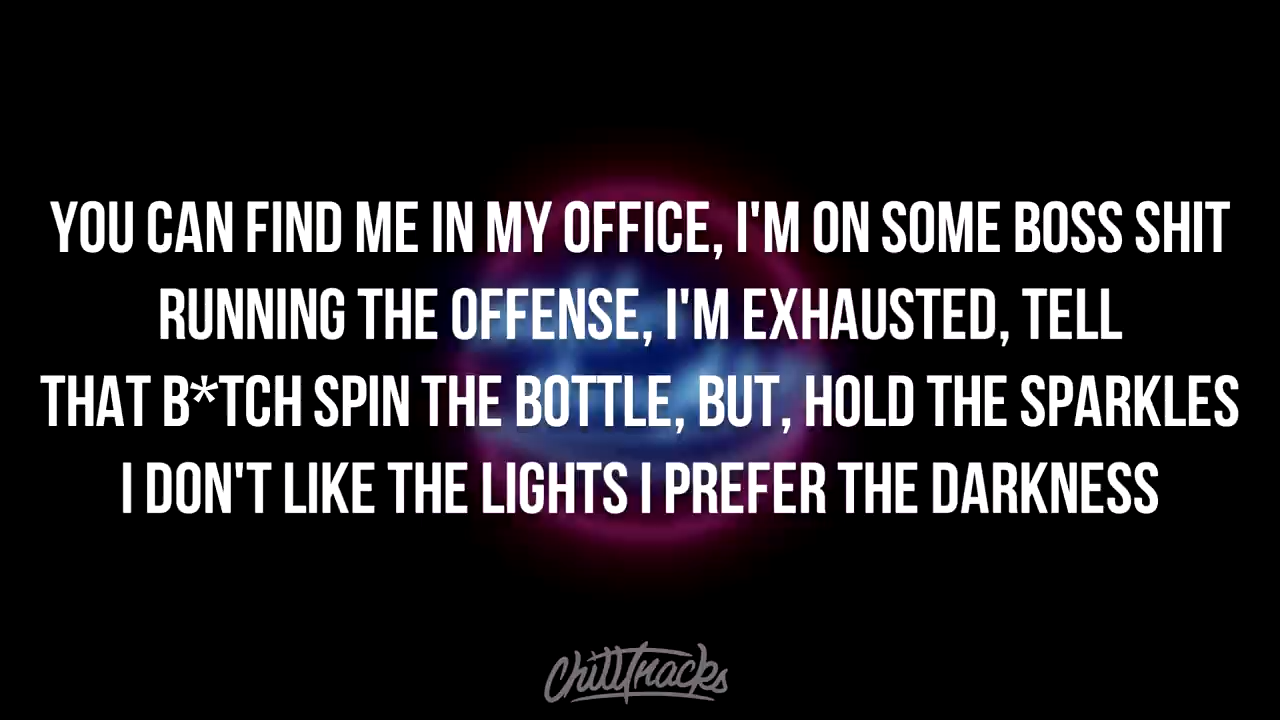 YOU CAN FIND ME IN MY OFFICE, I'M ON SOME BOSS SHIT
RUNNING THE OFFENSE, I'M EXHAUSTED, TELL
THAT B*TCH SPIN THE BOTTLE, BUT, HOLD THE SPARKLES
I DON'T LIKE THE LIGHTS I PREFER THE DARKNESS
ChillTracks